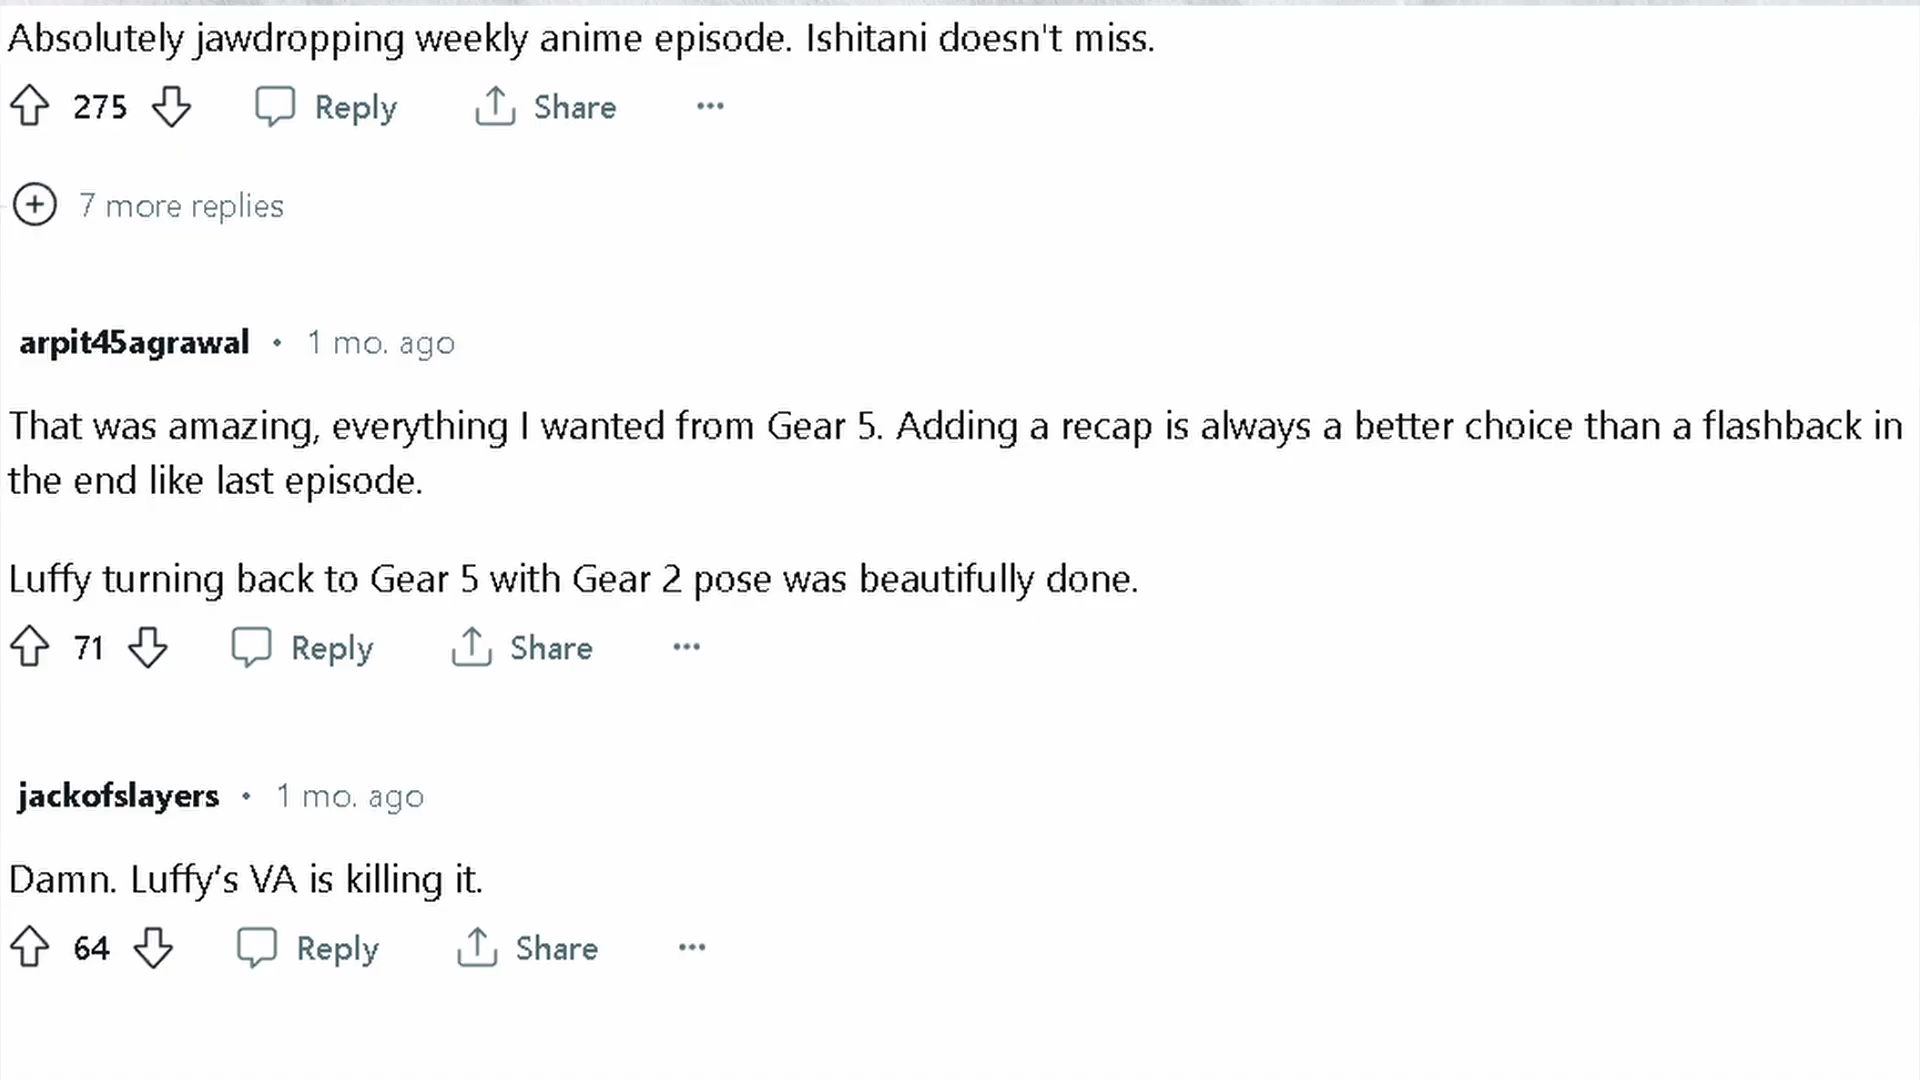 Absolutely jawdropping weekly anime episode. Ishitani doesn't miss.
275 Reply Share ...
7 more replies
arpit45agrawal • 1 mo. ago
That was amazing, everything I wanted from Gear 5. Adding a recap is always a better choice than a flashback in
the end like last episode.
Luffy turning back to Gear 5 with Gear 2 pose was beautifully done.
71 Reply Share ...
jackofslayers • 1 mo. ago
Damn. Luffy’s VA is killing it.
64 Reply Share ...